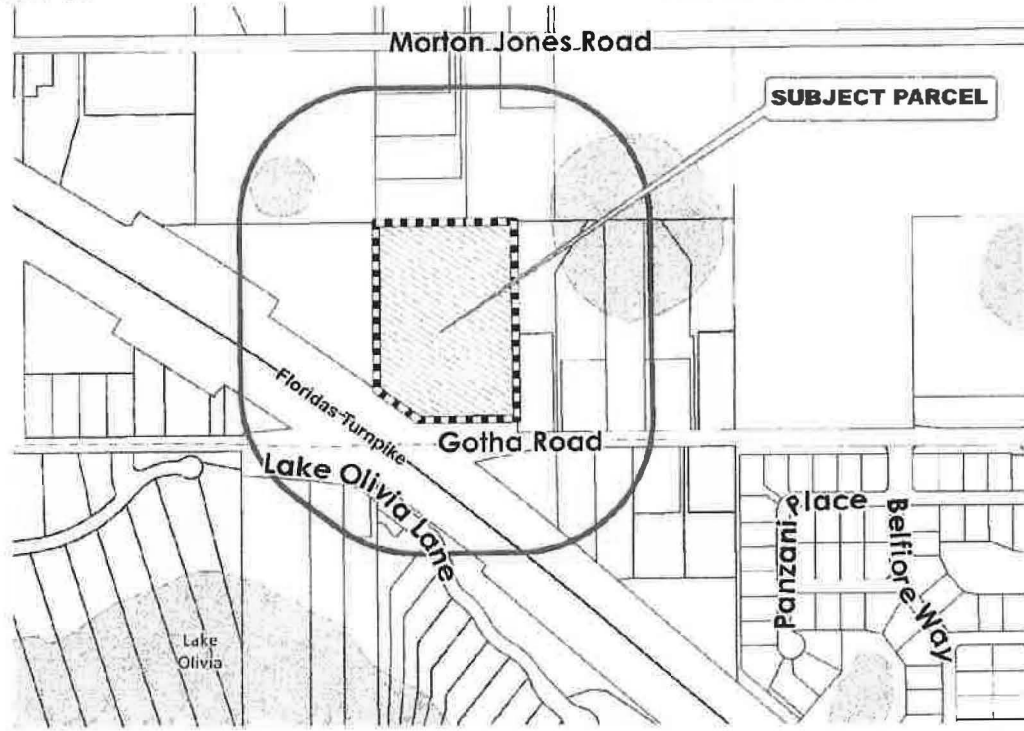 Morton Jones Road
SUBJECT PARCEL
Floridas Turnpike
Gotha Road
Lake Olivia Lane
Panzani Place
Belfiore Way
Lake
Olivia